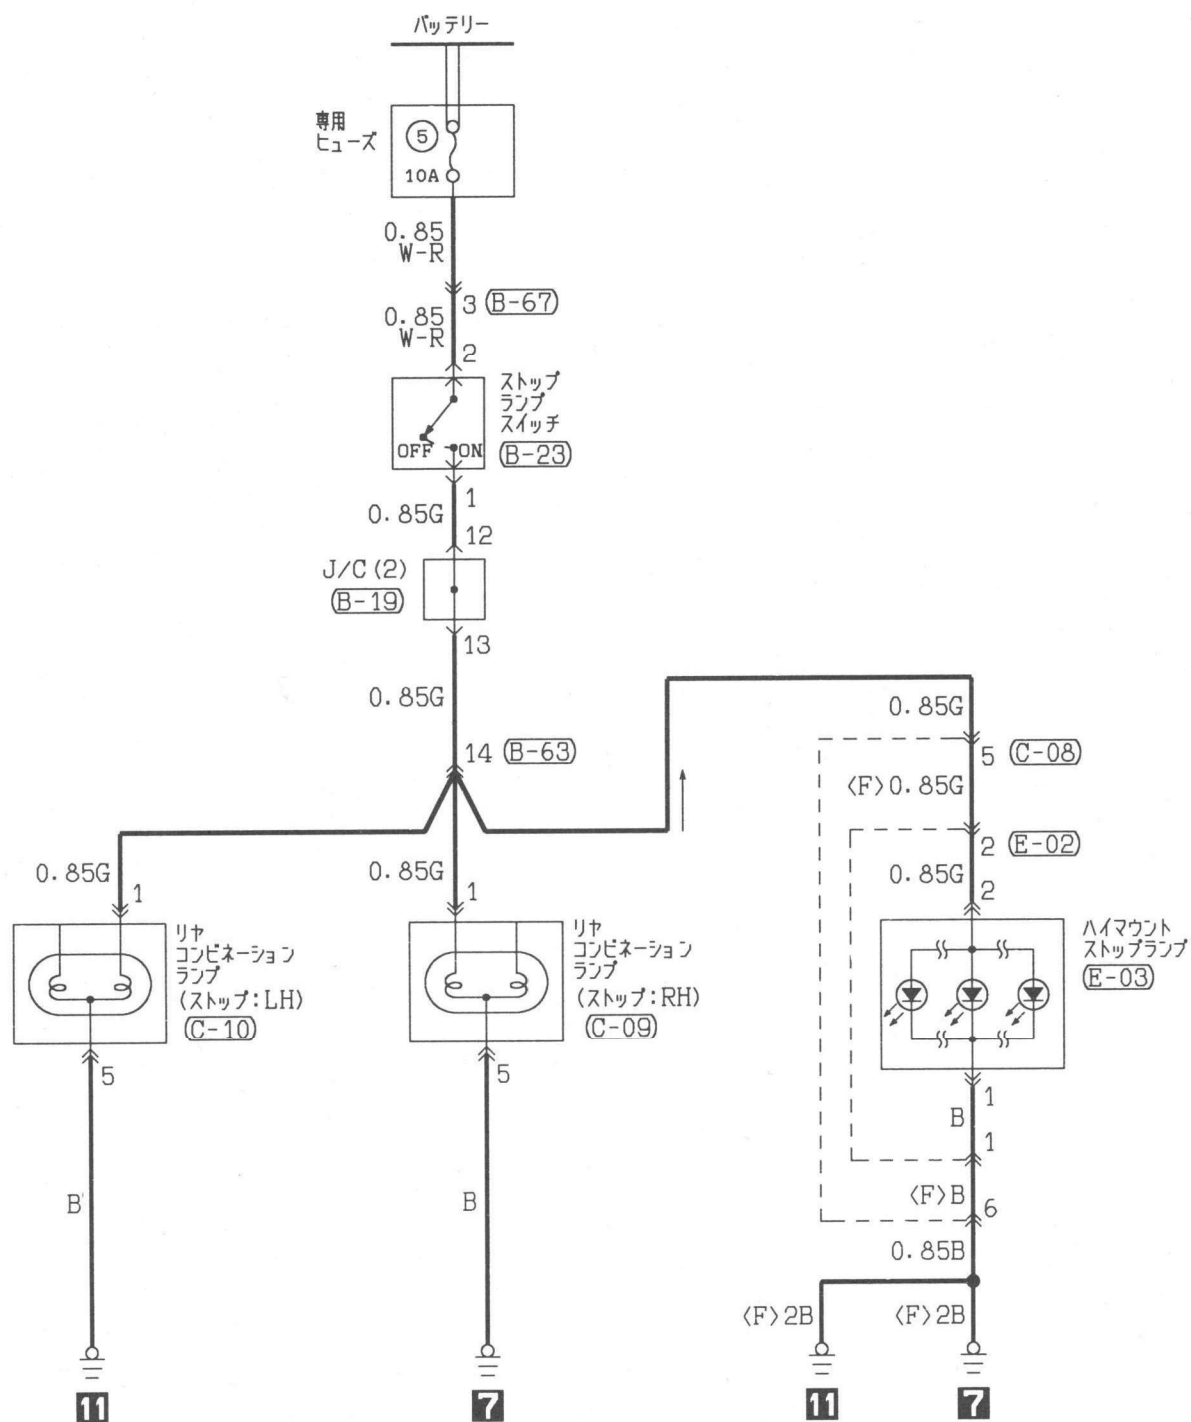 バッテリー
専用
ヒューズ
5
10A
0.85
W-R
3 B-67
0.85
W-R
2
ストップ
ランプ
スイッチ
OFF ON
B-23
1
0.85G
12
J/C(2)
B-19
13
0.85G
14 B-63
0.85G
5 C-08
<F>0.85G
2 E-02
0.85G
2
0.85G
1
0.85G
1
リヤ
コンビネーション
ランプ
(ストップ:LH)
C-10
リヤ
コンビネーション
ランプ
(ストップ:RH)
C-09
ハイマウント
ストップランプ
E-03
5
5
1
B
1
B
B
<F>B
6
0.85B
<F>2B
<F>2B
11
7
11
7